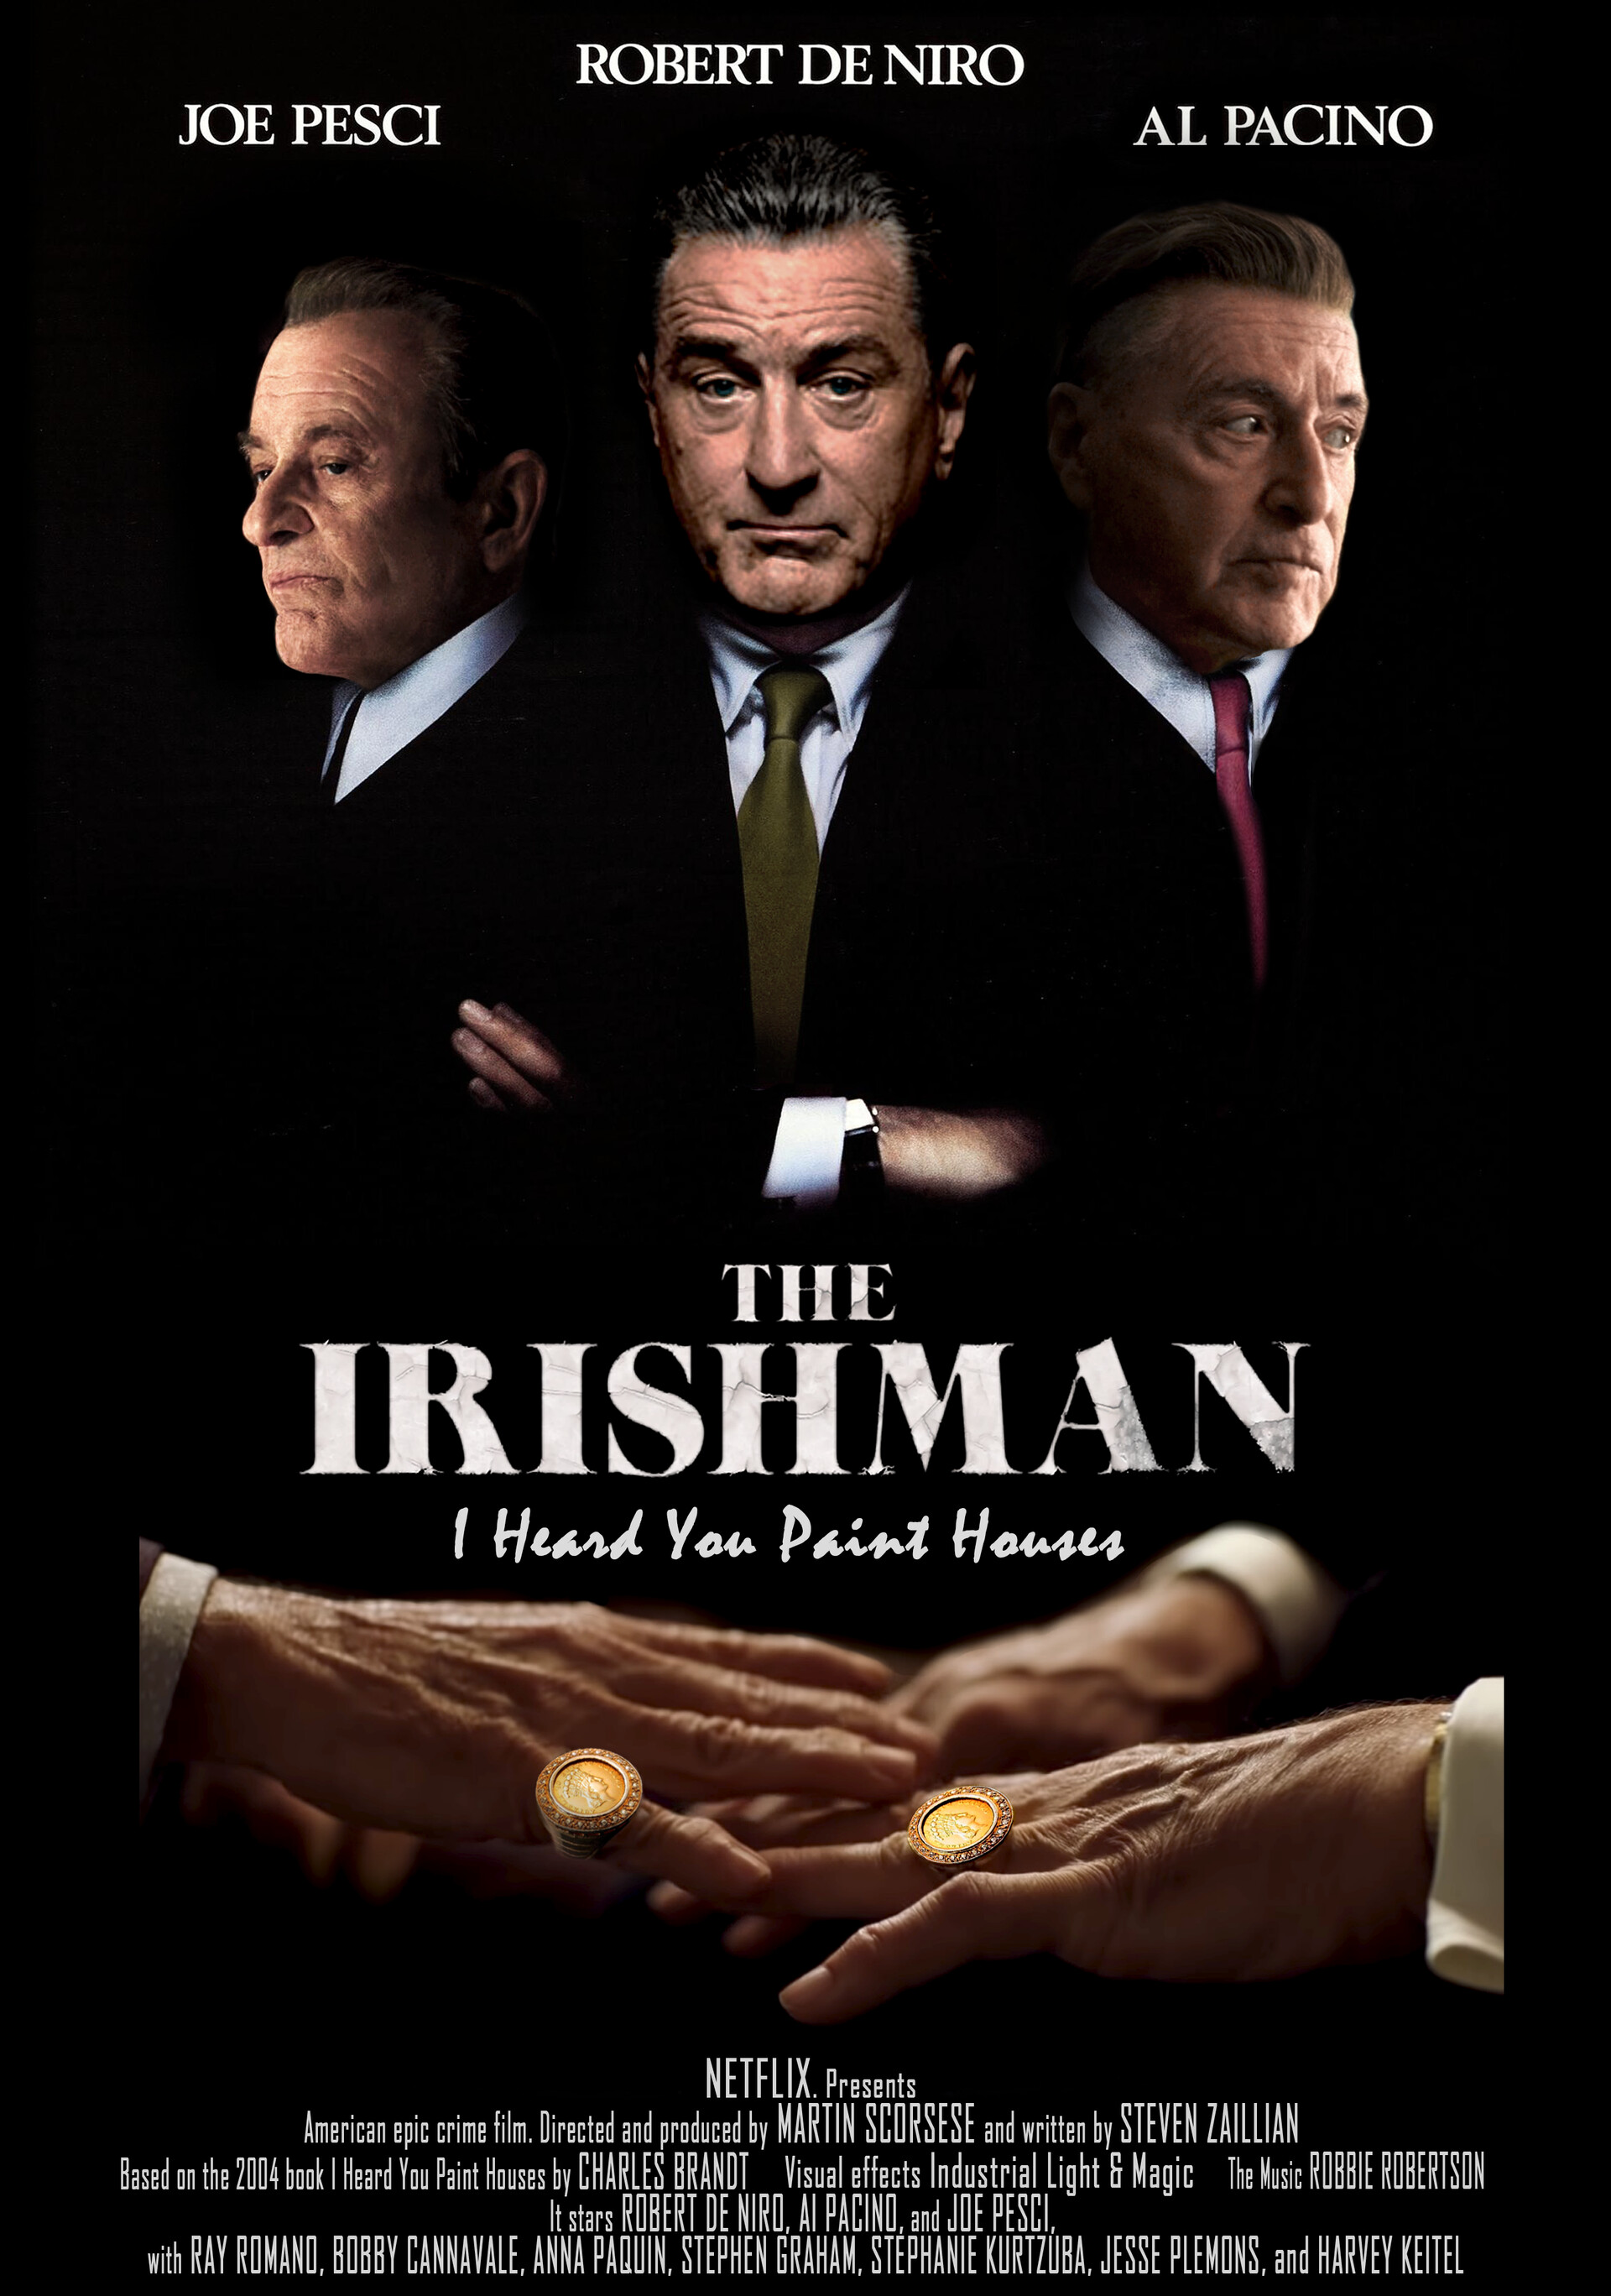 ROBERT DE NIRO
JOE PESCI
AL PACINO
THE
IRISHMAN
I Heard You Paint Houses
NETFLIX. Presents
American epic crime film. Directed and produced by MARTIN SCORSESE and written by STEVEN ZAILLIAN
Based on the 2004 book I Heard You Paint Houses by CHARLES BRANDT Visual effects Industrial Light & Magic The Music ROBBIE ROBERTSON
It stars ROBERT DE NIRO, Al PACINO, and JOE PESCI,
with RAY ROMANO, BOBBY CANNAVALE, ANNA PAQUIN, STEPHEN GRAHAM, STEPHANIE KURTZUBA, JESSE PLEMONS, and HARVEY KEITEL